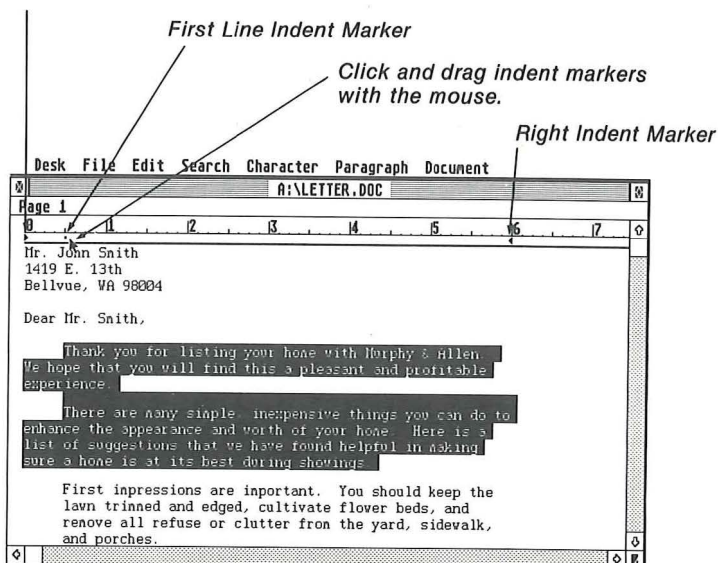 First Line Indent Marker
Click and drag indent markers
with the mouse.
Right Indent Marker
Desk File Edit Search Character Paragraph Document
A:\LETTER.DOC
Page 1
0 1 2 3 4 5 6 7
Mr. John Smith
1419 E. 13th
Bellvue, WA 98004
Dear Mr. Smith,
Thank you for listing your home with Murphy & Allen.
We hope that you will find this a pleasant and profitable
experience.
There are many simple, inexpensive things you can do to
enhance the appearance and worth of your home. Here is a
list of suggestions that we have found helpful in making
sure a home is at its best during showings.
First impressions are important. You should keep the
lawn trimmed and edged, cultivate flower beds, and
remove all refuse or clutter from the yard, sidewalk,
and porches.